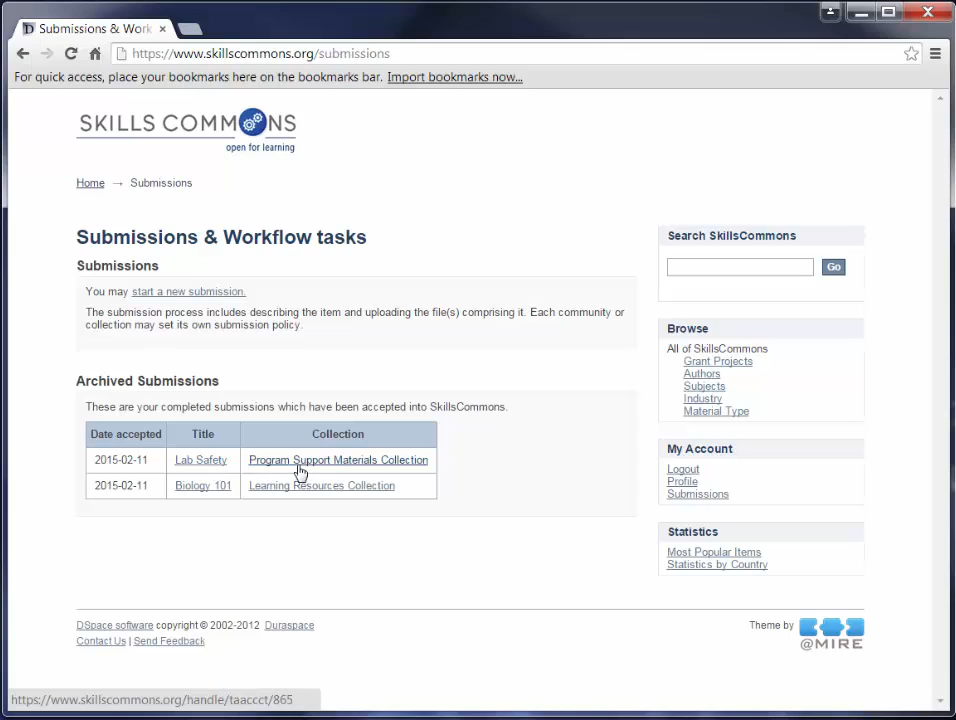 Submissions & Work
https://www.skillscommons.org/submissions
For quick access, place your bookmarks here on the bookmarks bar. Import bookmarks now...
SKILLS COMMONS
open for learning
Home → Submissions
Submissions & Workflow tasks
Submissions
You may start a new submission.
The submission process includes describing the item and uploading the file(s) comprising it. Each community or
collection may set its own submission policy.
Archived Submissions
These are your completed submissions which have been accepted into SkillsCommons.
Date accepted Title Collection
2015-02-11 Lab Safety Program Support Materials Collection
2015-02-11 Biology 101 Learning Resources Collection
Search SkillsCommons
Go
Browse
All of SkillsCommons
Grant Projects
Authors
Subjects
Industry
Material Type
My Account
Logout
Profile
Submissions
Statistics
Most Popular Items
Statistics by Country
DSpace software copyright © 2002-2012 Duraspace
Contact Us | Send Feedback
Theme by
@MIRE
https://www.skillscommons.org/handle/taaccct/865